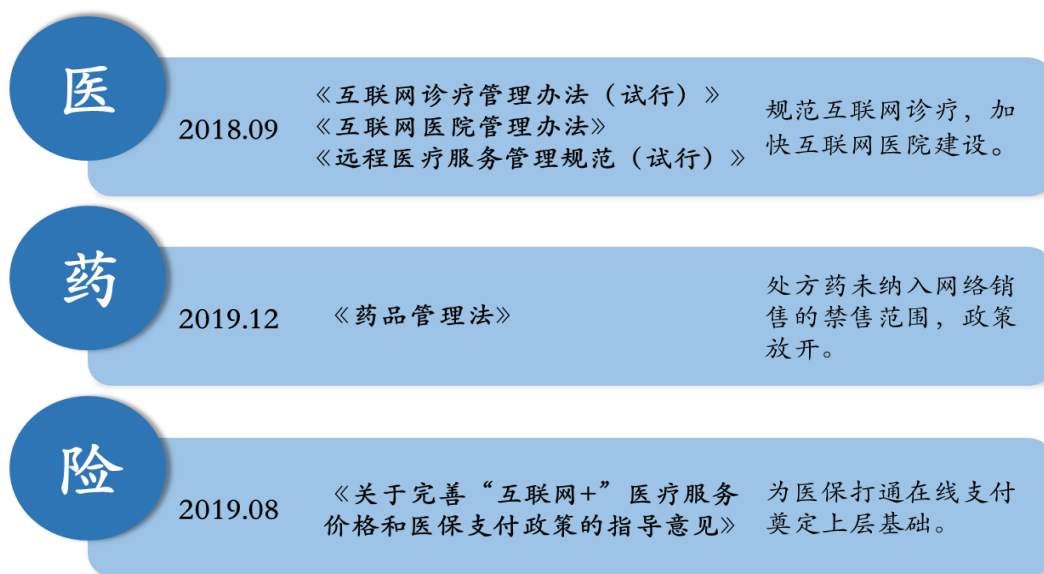 医
2018.09
《互联网诊疗管理办法（试行）》
《互联网医院管理办法》
《远程医疗服务管理规范（试行）》
规范互联网诊疗，加
快互联网医院建设。
药
2019.12
《药品管理法》
处方药未纳入网络销
售的禁售范围，政策
放开。
险
2019.08
《关于完善“互联网+”医疗服务
价格和医保支付政策的指导意见》
为医保打通在线支付
奠定上层基础。